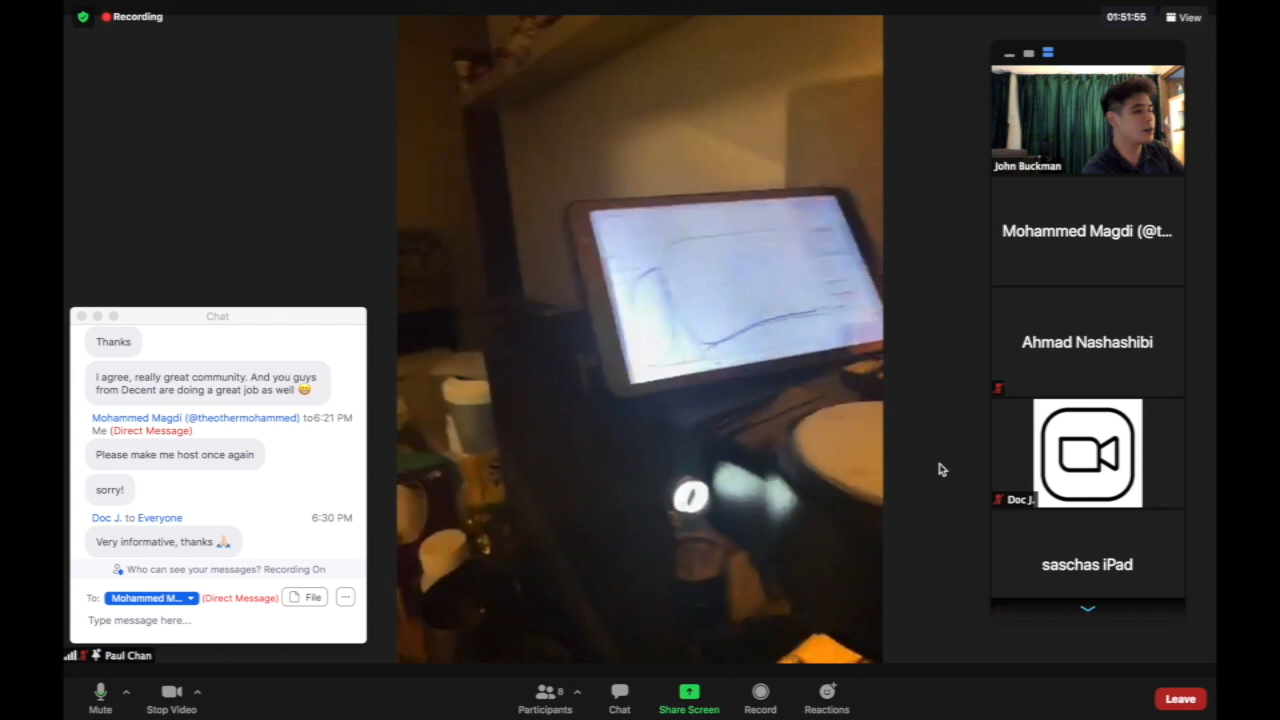 Recording
01:51:55
View
John Buckman
Mohammed Magdi (@t...
Ahmad Nashashibi
Doc J.
saschas iPad
Chat
Thanks
I agree, really great community. And you guys
from Decent are doing a great job as well 😄
Mohammed Magdi (@theothermohammed) to6:21 PM
Me (Direct Message)
Please make me host once again
sorry!
Doc J. to Everyone 6:30 PM
Very informative, thanks 🙏🏻
Who can see your messages? Recording On
To: Mohammed M... (Direct Message) File ...
Type message here...
Paul Chan
Mute
Stop Video
Participants 8
Chat
Share Screen
Record
Reactions
Leave